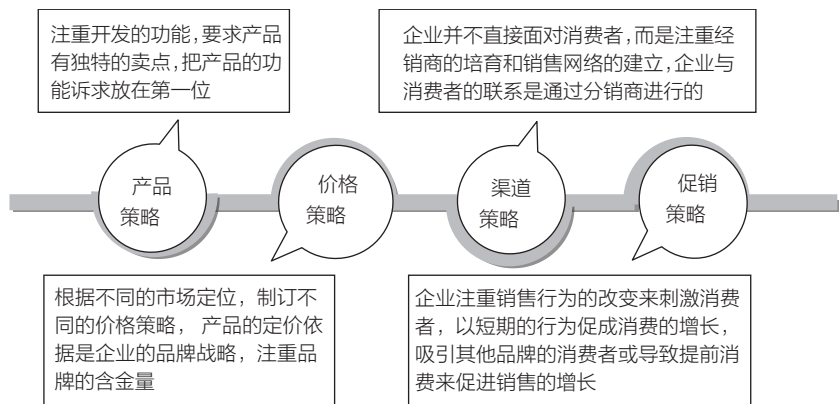 注重开发的功能，要求产品
有独特的卖点，把产品的功
能诉求放在第一位
企业并不直接面对消费者，而是注重经
销商的培育和销售网络的建立，企业与
消费者的联系是通过分销商进行的
产品
策略
价格
策略
渠道
策略
促销
策略
根据不同的市场定位，制订不
同的价格策略， 产品的定价依
据是企业的品牌战略，注重品
牌的含金量
企业注重销售行为的改变来刺激消费
者，以短期的行为促成消费的增长，
吸引其他品牌的消费者或导致提前消
费来促进销售的增长